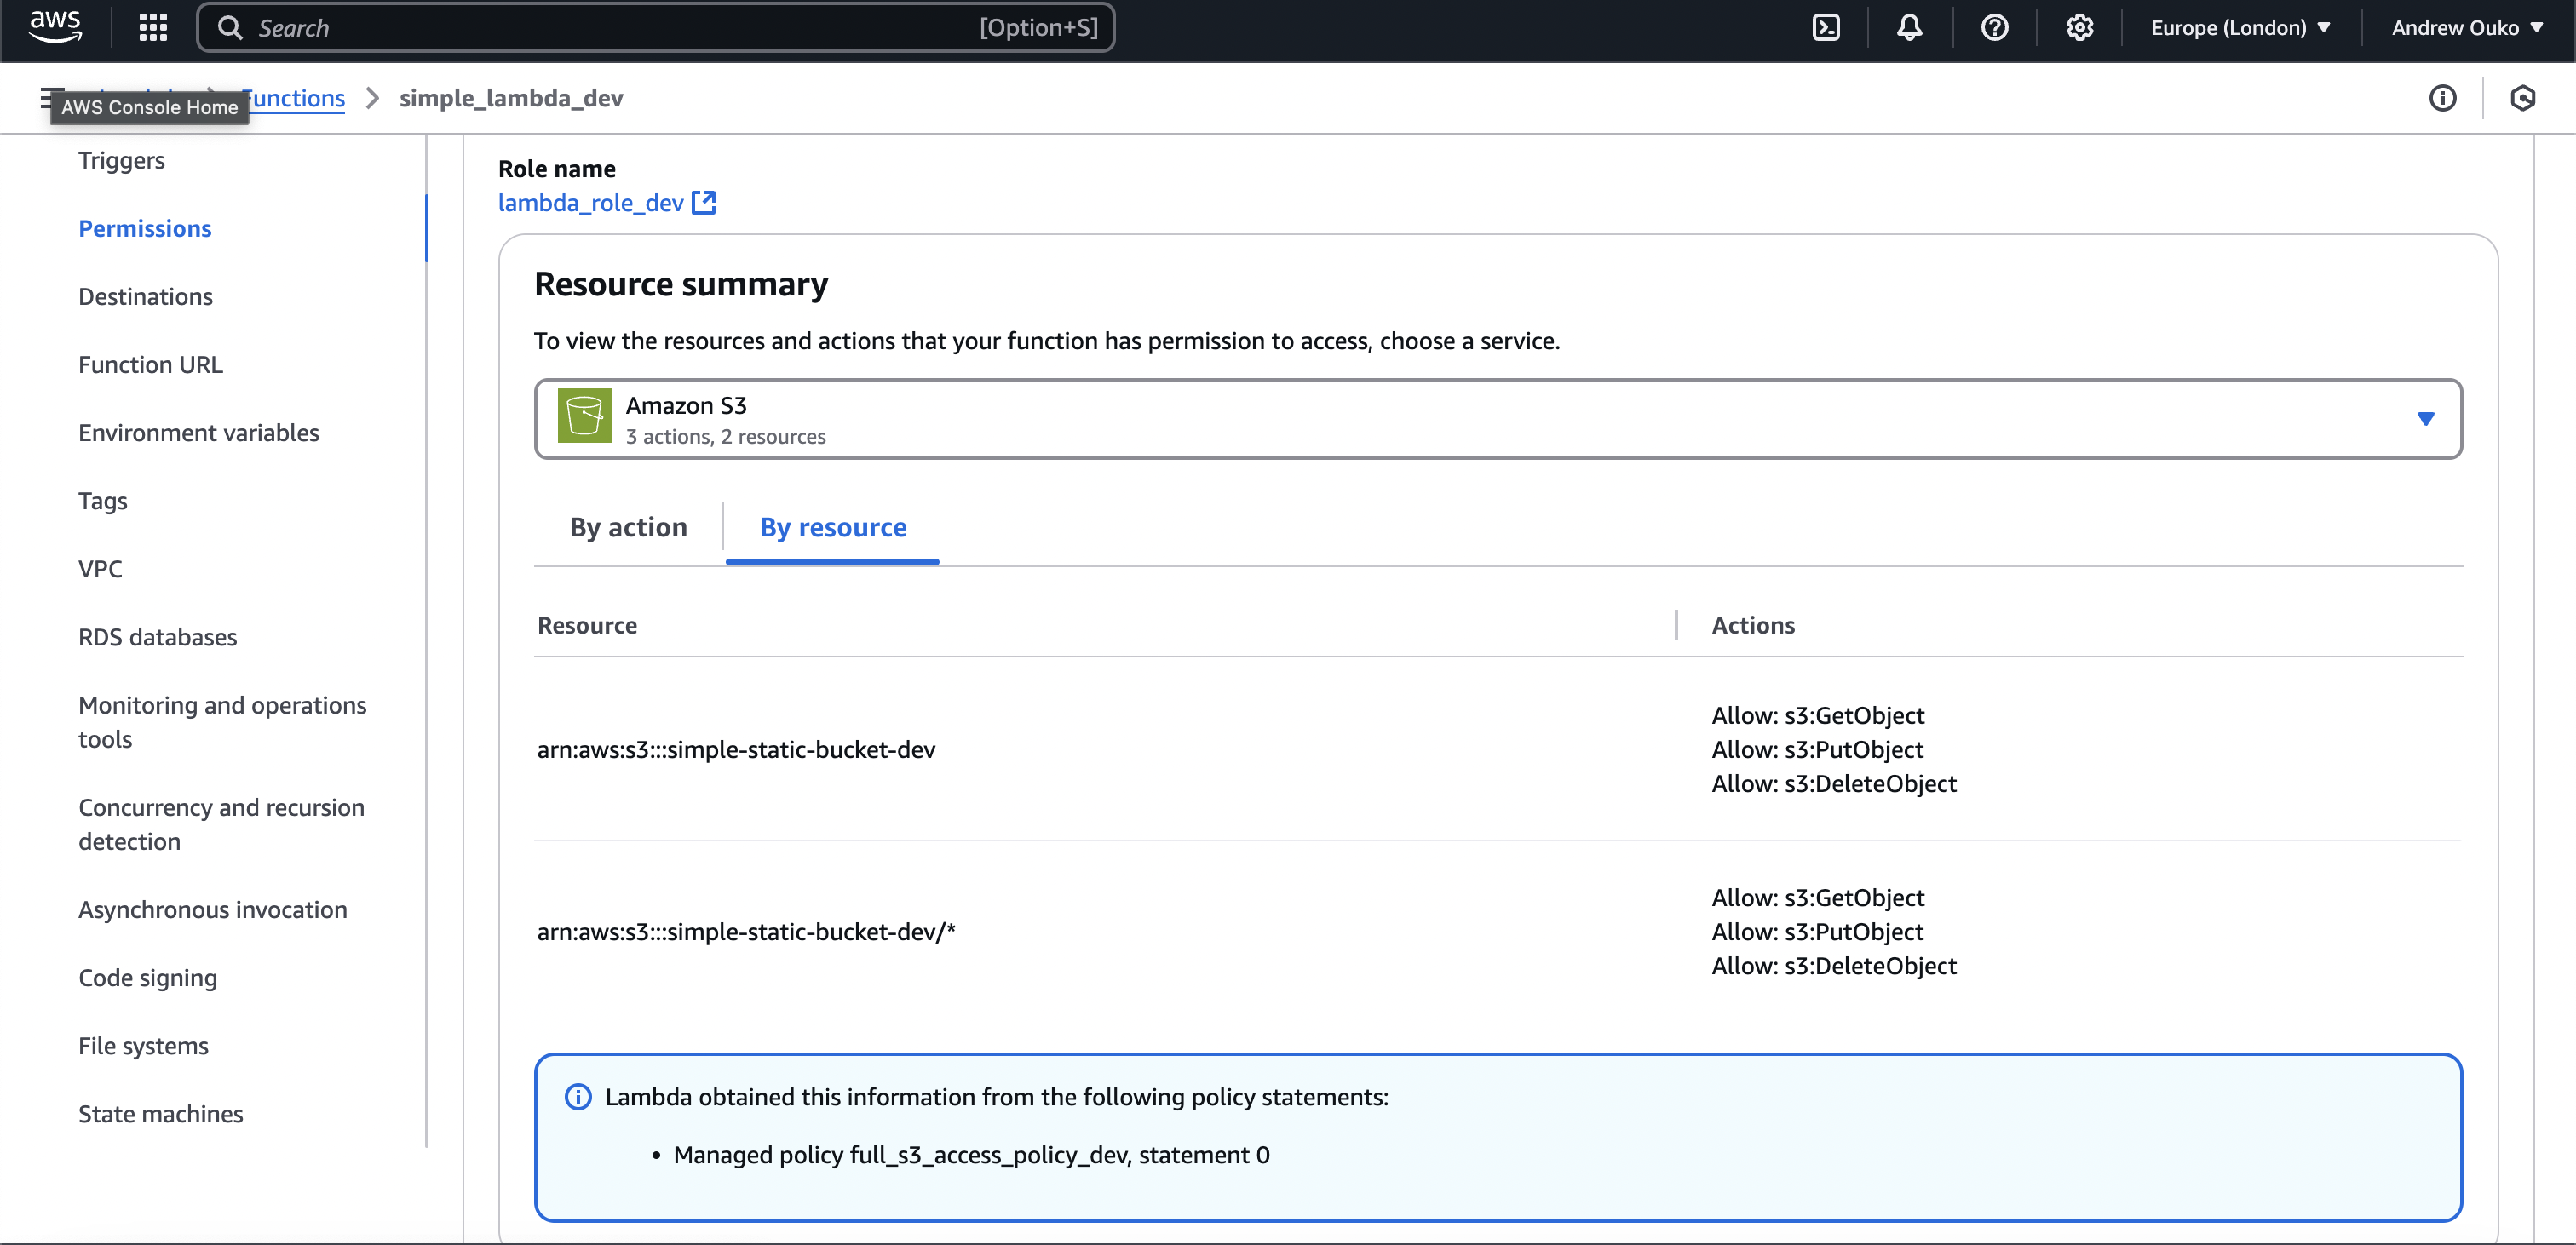 aws
Search
[Option+S]
Europe (London)
Andrew Ouko
AWS Console Home
Functions
simple_lambda_dev
Triggers
Permissions
Destinations
Function URL
Environment variables
Tags
VPC
RDS databases
Monitoring and operations
tools
Concurrency and recursion
detection
Asynchronous invocation
Code signing
File systems
State machines
Role name
lambda_role_dev
Resource summary
To view the resources and actions that your function has permission to access, choose a service.
Amazon S3
3 actions, 2 resources
By action
By resource
Resource
Actions
arn:aws:s3:::simple-static-bucket-dev
Allow: s3:GetObject
Allow: s3:PutObject
Allow: s3:DeleteObject
arn:aws:s3:::simple-static-bucket-dev/*
Allow: s3:GetObject
Allow: s3:PutObject
Allow: s3:DeleteObject
Lambda obtained this information from the following policy statements:
• Managed policy full_s3_access_policy_dev, statement 0